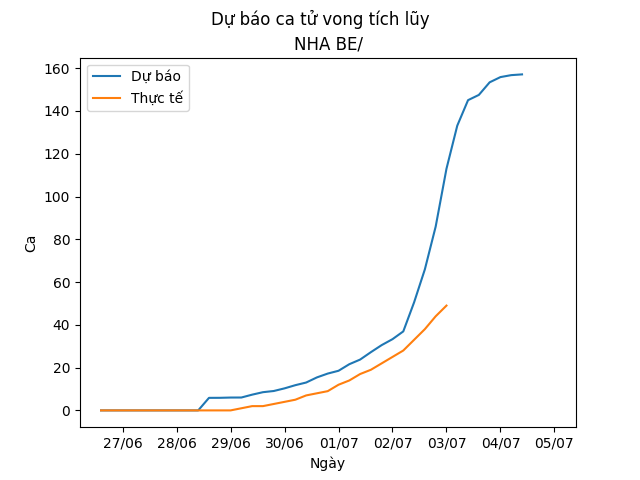 Dự báo ca tử vong tích lũy
NHA BE/
Dự báo
Thực tế
160
140
120
100
80
60
40
20
0
Ca
27/06 28/06 29/06 30/06 01/07 02/07 03/07 04/07 05/07
Ngày